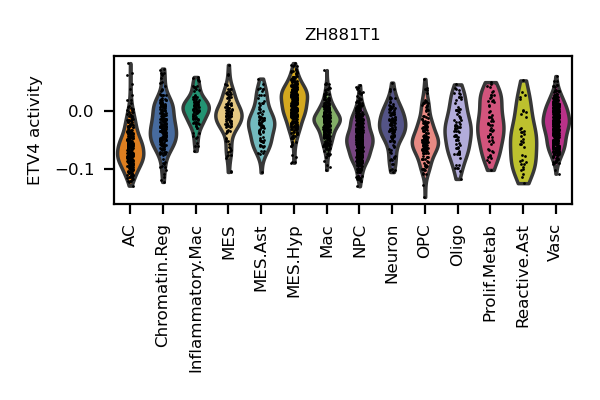 ZH881T1
ETV4 activity
0.0
−0.1
AC
Chromatin.Reg
Inflammatory.Mac
MES
MES.Ast
MES.Hyp
Mac
NPC
Neuron
OPC
Oligo
Prolif.Metab
Reactive.Ast
Vasc